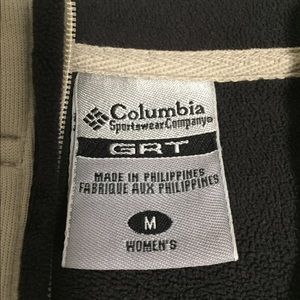 Columbia
Sportswear Company®
GRT
MADE IN PHILIPPINES
FABRIQUE AUX PHILIPPINES
M
WOMEN'S